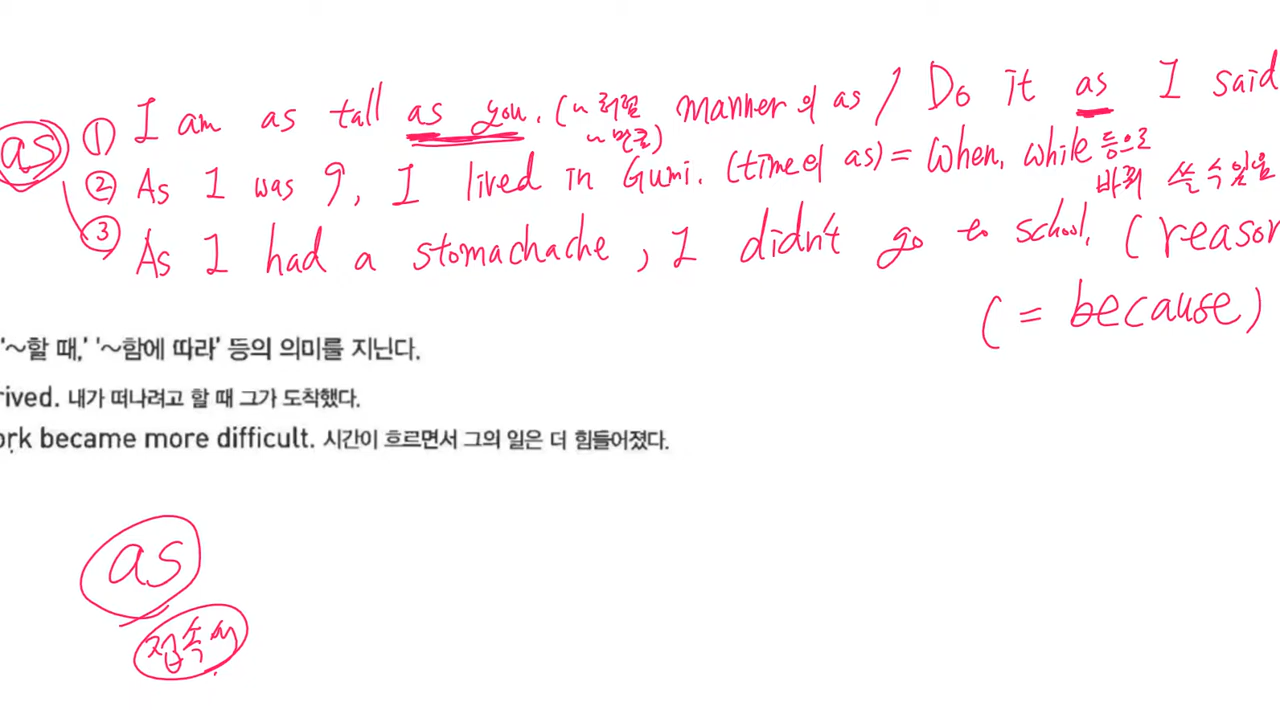 as ① I am as tall as you. (~처럼 ~만큼) manner의 as / Do it as I said
② As I was 9, I lived in Gumi. (time의 as) = When, while 등으로 바꿔 쓸 수 있음
③ As I had a stomachache, I didn't go to school. (reason
(= because)
'~할 때,' '~함에 따라' 등의 의미를 지닌다.
rived. 내가 떠나려고 할 때 그가 도착했다.
ork became more difficult. 시간이 흐르면서 그의 일은 더 힘들어졌다.
as
접속사